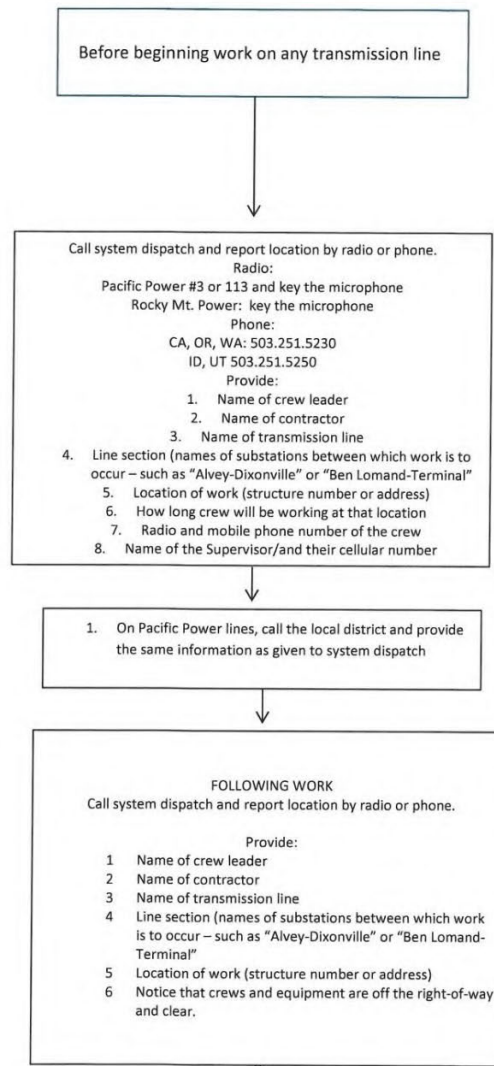 Before beginning work on any transmission line
Call system dispatch and report location by radio or phone.
Radio:
Pacific Power #3 or 113 and key the microphone
Rocky Mt. Power: key the microphone
Phone:
CA, OR, WA: 503.251.5230
ID, UT 503.251.5250
Provide:
1. Name of crew leader
2. Name of contractor
3. Name of transmission line
4. Line section (names of substations between which work is to
occur – such as “Alvey-Dixonville” or “Ben Lomand-Terminal”
5. Location of work (structure number or address)
6. How long crew will be working at that location
7. Radio and mobile phone number of the crew
8. Name of the Supervisor/and their cellular number
1. On Pacific Power lines, call the local district and provide
the same information as given to system dispatch
FOLLOWING WORK
Call system dispatch and report location by radio or phone.
Provide:
1 Name of crew leader
2 Name of contractor
3 Name of transmission line
4 Line section (names of substations between which work
is to occur – such as “Alvey-Dixonville” or “Ben Lomand-
Terminal”
5 Location of work (structure number or address)
6 Notice that crews and equipment are off the right-of-way
and clear.